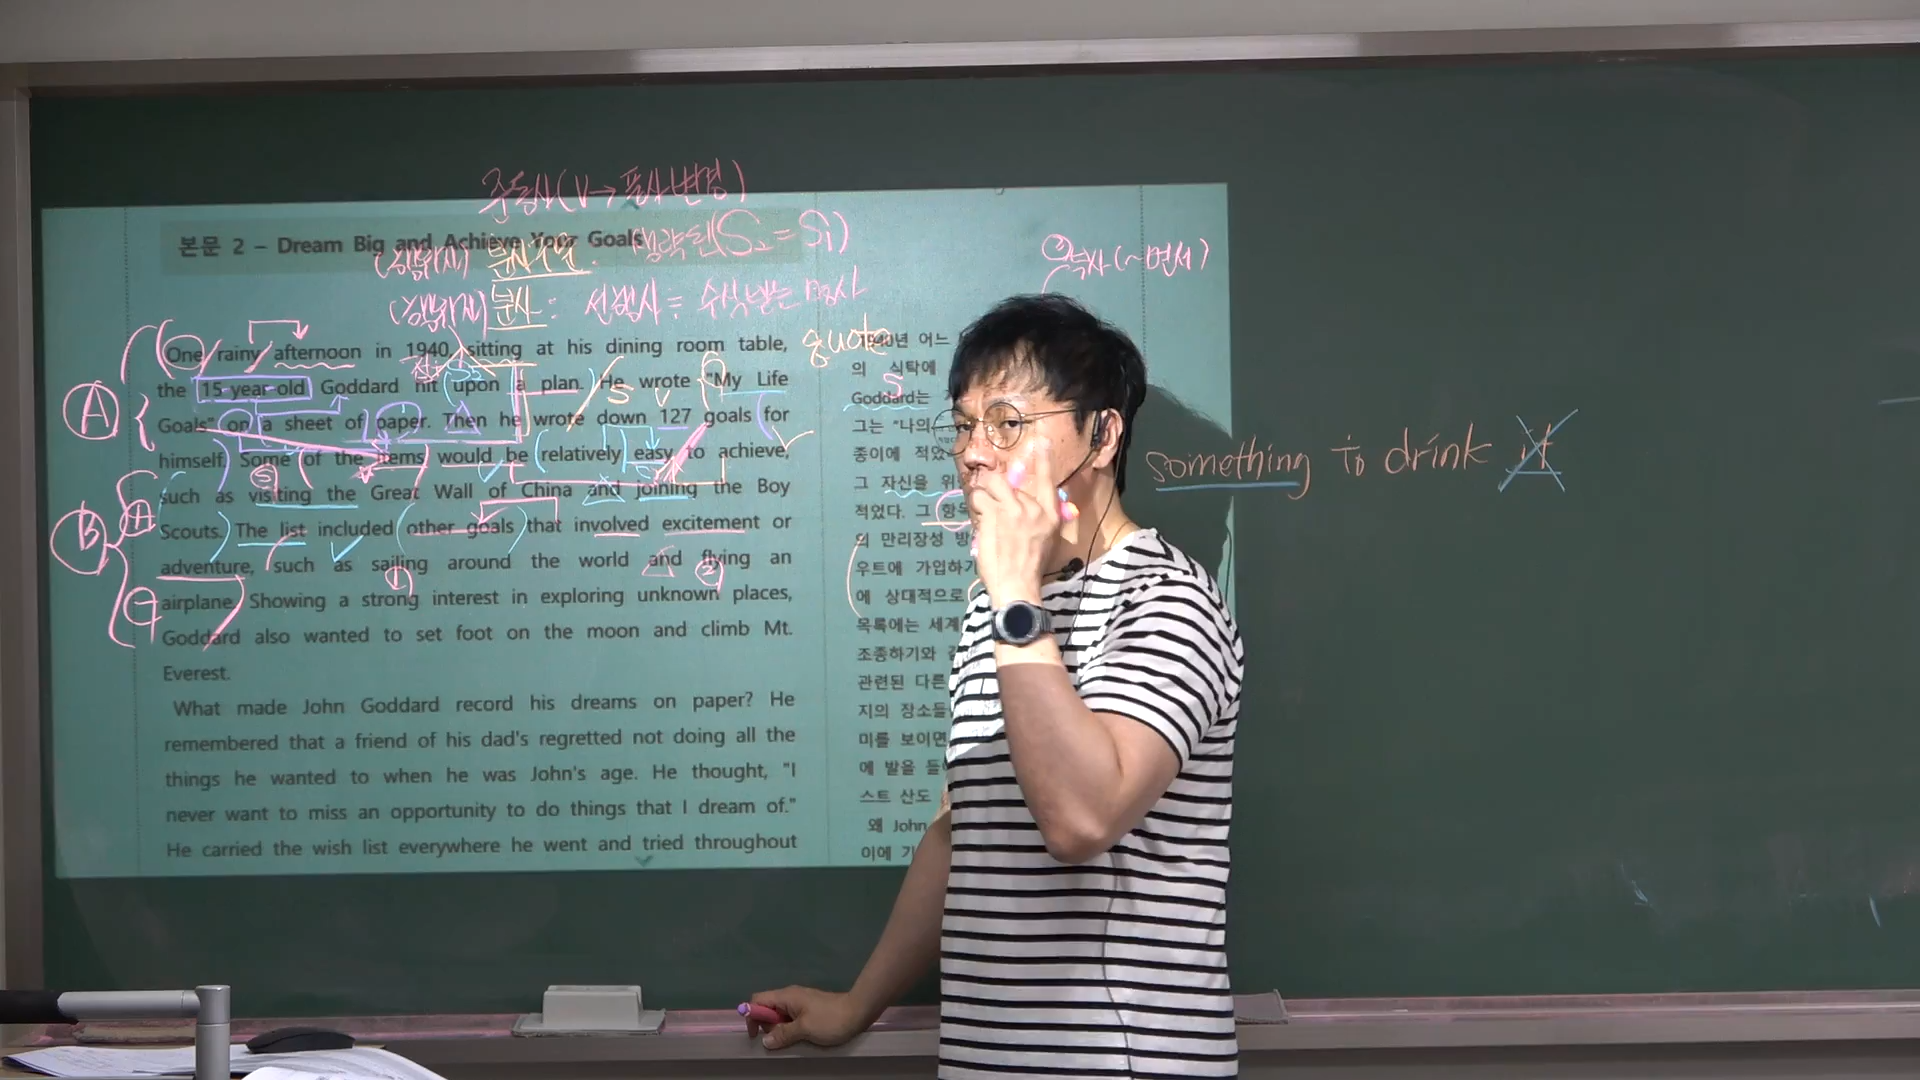 주동사(V→품사변경)
본문 2 – Dream Big and Achieve Your Goals
분사구문: 생략된(S₂=S₁)
분사: 선행사 = 수식받는 명사
부사(~면서)
One rainy afternoon in 1940, sitting at his dining room table,
the 15-year-old Goddard hit upon a plan. He wrote "My Life
Goals" on a sheet of paper. Then he wrote down 127 goals for
himself. Some of the items would be relatively easy to achieve,
such as visiting the Great Wall of China and joining the Boy
Scouts. The list included other goals that involved excitement or
adventure, such as sailing around the world and flying an
airplane. Showing a strong interest in exploring unknown places,
Goddard also wanted to set foot on the moon and climb Mt.
Everest.
What made John Goddard record his dreams on paper? He
remembered that a friend of his dad's regretted not doing all the
things he wanted to when he was John's age. He thought, "I
never want to miss an opportunity to do things that I dream of."
He carried the wish list everywhere he went and tried throughout
quote
A
B
S V
① ② ③
년 어느
의 식탁에
S
Goddard는
그는 "나의
종이에 적었
그 자신을 위
적었다. 그 항목
의 만리장성 방
우트에 가입하기
에 상대적으로
목록에는 세계
조종하기와 같
관련된 다른
지의 장소들
미를 보이면
에 발을 들
스트 산도
왜 John
이에 기
something to drink it